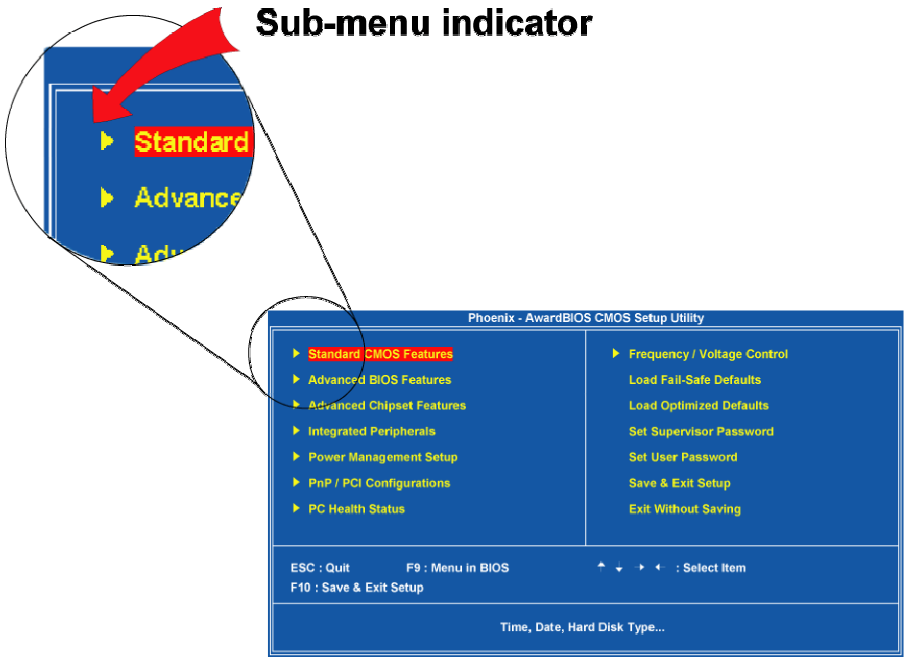 Sub-menu indicator
Standard
Advance
Phoenix - AwardBIOS CMOS Setup Utility
Standard CMOS Features
Advanced BIOS Features
Advanced Chipset Features
Integrated Peripherals
Power Management Setup
PnP / PCI Configurations
PC Health Status
Frequency / Voltage Control
Load Fail-Safe Defaults
Load Optimized Defaults
Set Supervisor Password
Set User Password
Save & Exit Setup
Exit Without Saving
ESC : Quit F9 : Menu in BIOS ↑ ↓ → ← : Select Item
F10 : Save & Exit Setup
Time, Date, Hard Disk Type...